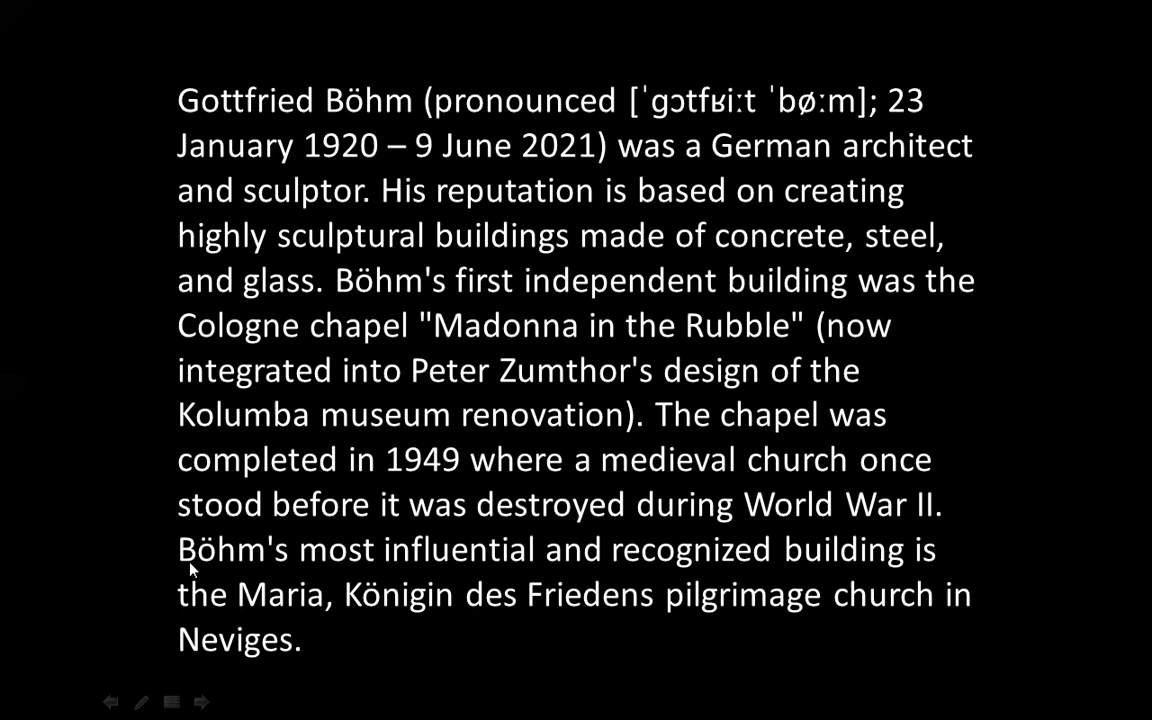 Gottfried Böhm (pronounced [ˈɡɔtfʁiːt ˈbøːm]; 23
January 1920 – 9 June 2021) was a German architect
and sculptor. His reputation is based on creating
highly sculptural buildings made of concrete, steel,
and glass. Böhm's first independent building was the
Cologne chapel "Madonna in the Rubble" (now
integrated into Peter Zumthor's design of the
Kolumba museum renovation). The chapel was
completed in 1949 where a medieval church once
stood before it was destroyed during World War II.
Böhm's most influential and recognized building is
the Maria, Königin des Friedens pilgrimage church in
Neviges.